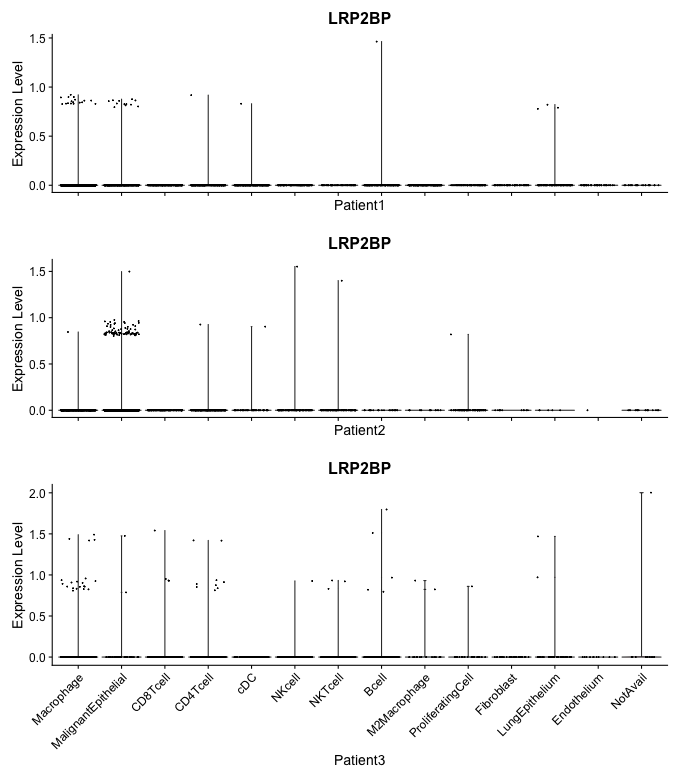 LRP2BP
Expression Level
1.5
1.0
0.5
0.0
Patient1
LRP2BP
Expression Level
1.5
1.0
0.5
0.0
Patient2
LRP2BP
Expression Level
2.0
1.5
1.0
0.5
0.0
Macrophage
MalignantEpithelial
CD8Tcell
CD4Tcell
cDC
NKcell
NKTcell
Bcell
M2Macrophage
ProliferatingCell
Fibroblast
LungEpithelium
Endothelium
NotAvail
Patient3